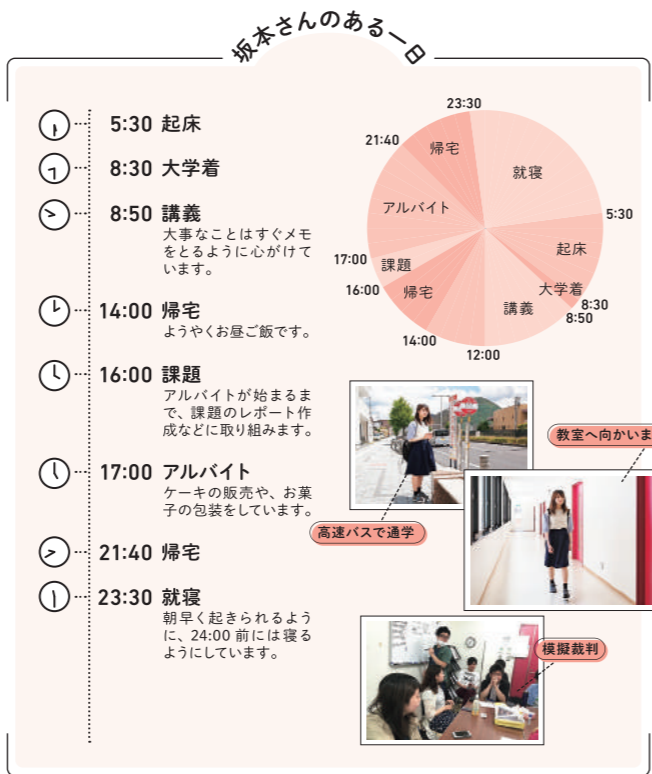 坂本さんのある一日
5:30 起床
8:30 大学着
8:50 講義
大事なことはすぐメモ
をとるように心がけて
います。
14:00 帰宅
ようやくお昼ご飯です。
16:00 課題
アルバイトが始まるま
で、課題のレポート作
成などに取り組みます。
17:00 アルバイト
ケーキの販売や、お菓
子の包装をしています。
21:40 帰宅
23:30 就寝
朝早く起きられるよう
に、24:00 前には寝る
ようにしています。
23:30
21:40
帰宅
就寝
アルバイト
5:30
起床
17:00
課題
大学着
16:00
帰宅
8:30
講義
8:50
14:00
12:00
教室へ向かいま
高速バスで通学
模擬裁判